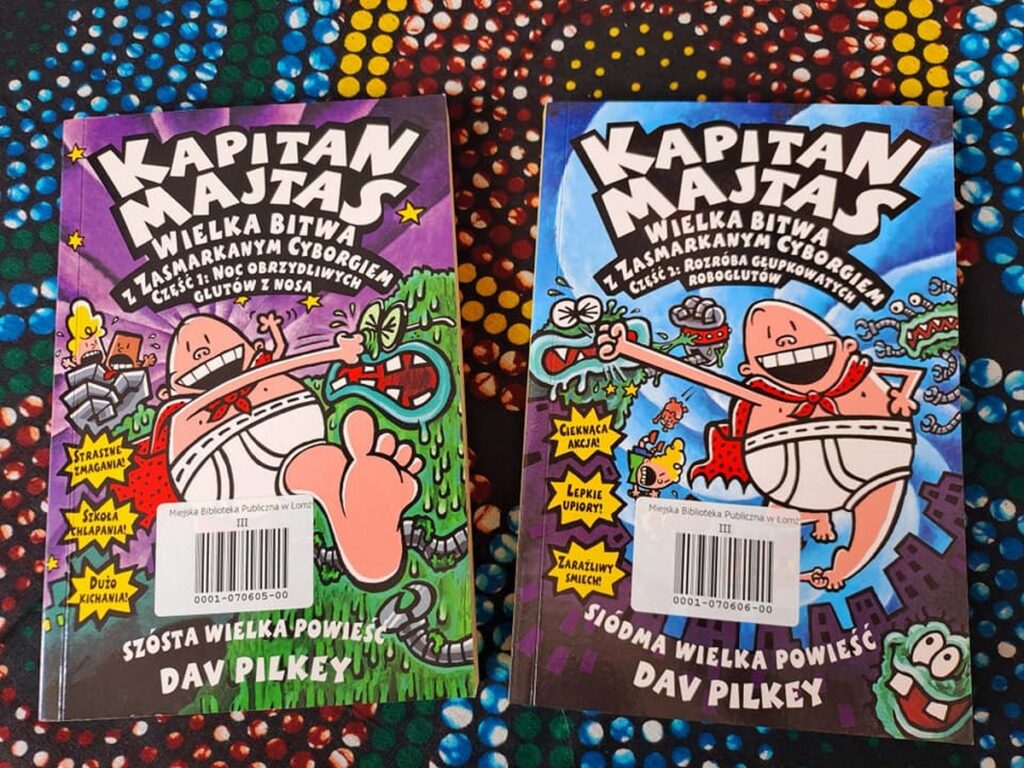 KAPITAN
MAJTAS
WIELKA BITWA
Z ZASMARKANYM CYBORGIEM
CZĘŚĆ 1: NOC OBRZYDLIWYCH
GLUTÓW Z NOSA
STRASZNE
ZMAGANIA!
SZKOŁA
CHLAPANIA!
DUŻO
KICHANIA!
Miejska Biblioteka Publiczna w Łomż
III
0001-070605-00
SZÓSTA WIELKA POWIEŚĆ
DAV PILKEY
KAPITAN
MAJTAS
WIELKA BITWA
Z ZASMARKANYM CYBORGIEM
CZĘŚĆ 2: ROZRÓBA GŁUPKOWATYCH
ROBOGLUTÓW
CIEKNĄCA
AKCJA!
LEPKIE
UPIORY!
ZARAŹLIWY
ŚMIECH!
Miejska Biblioteka Publiczna w Łomż
III
0001-070606-00
SIÓDMA WIELKA POWIEŚĆ
DAV PILKEY